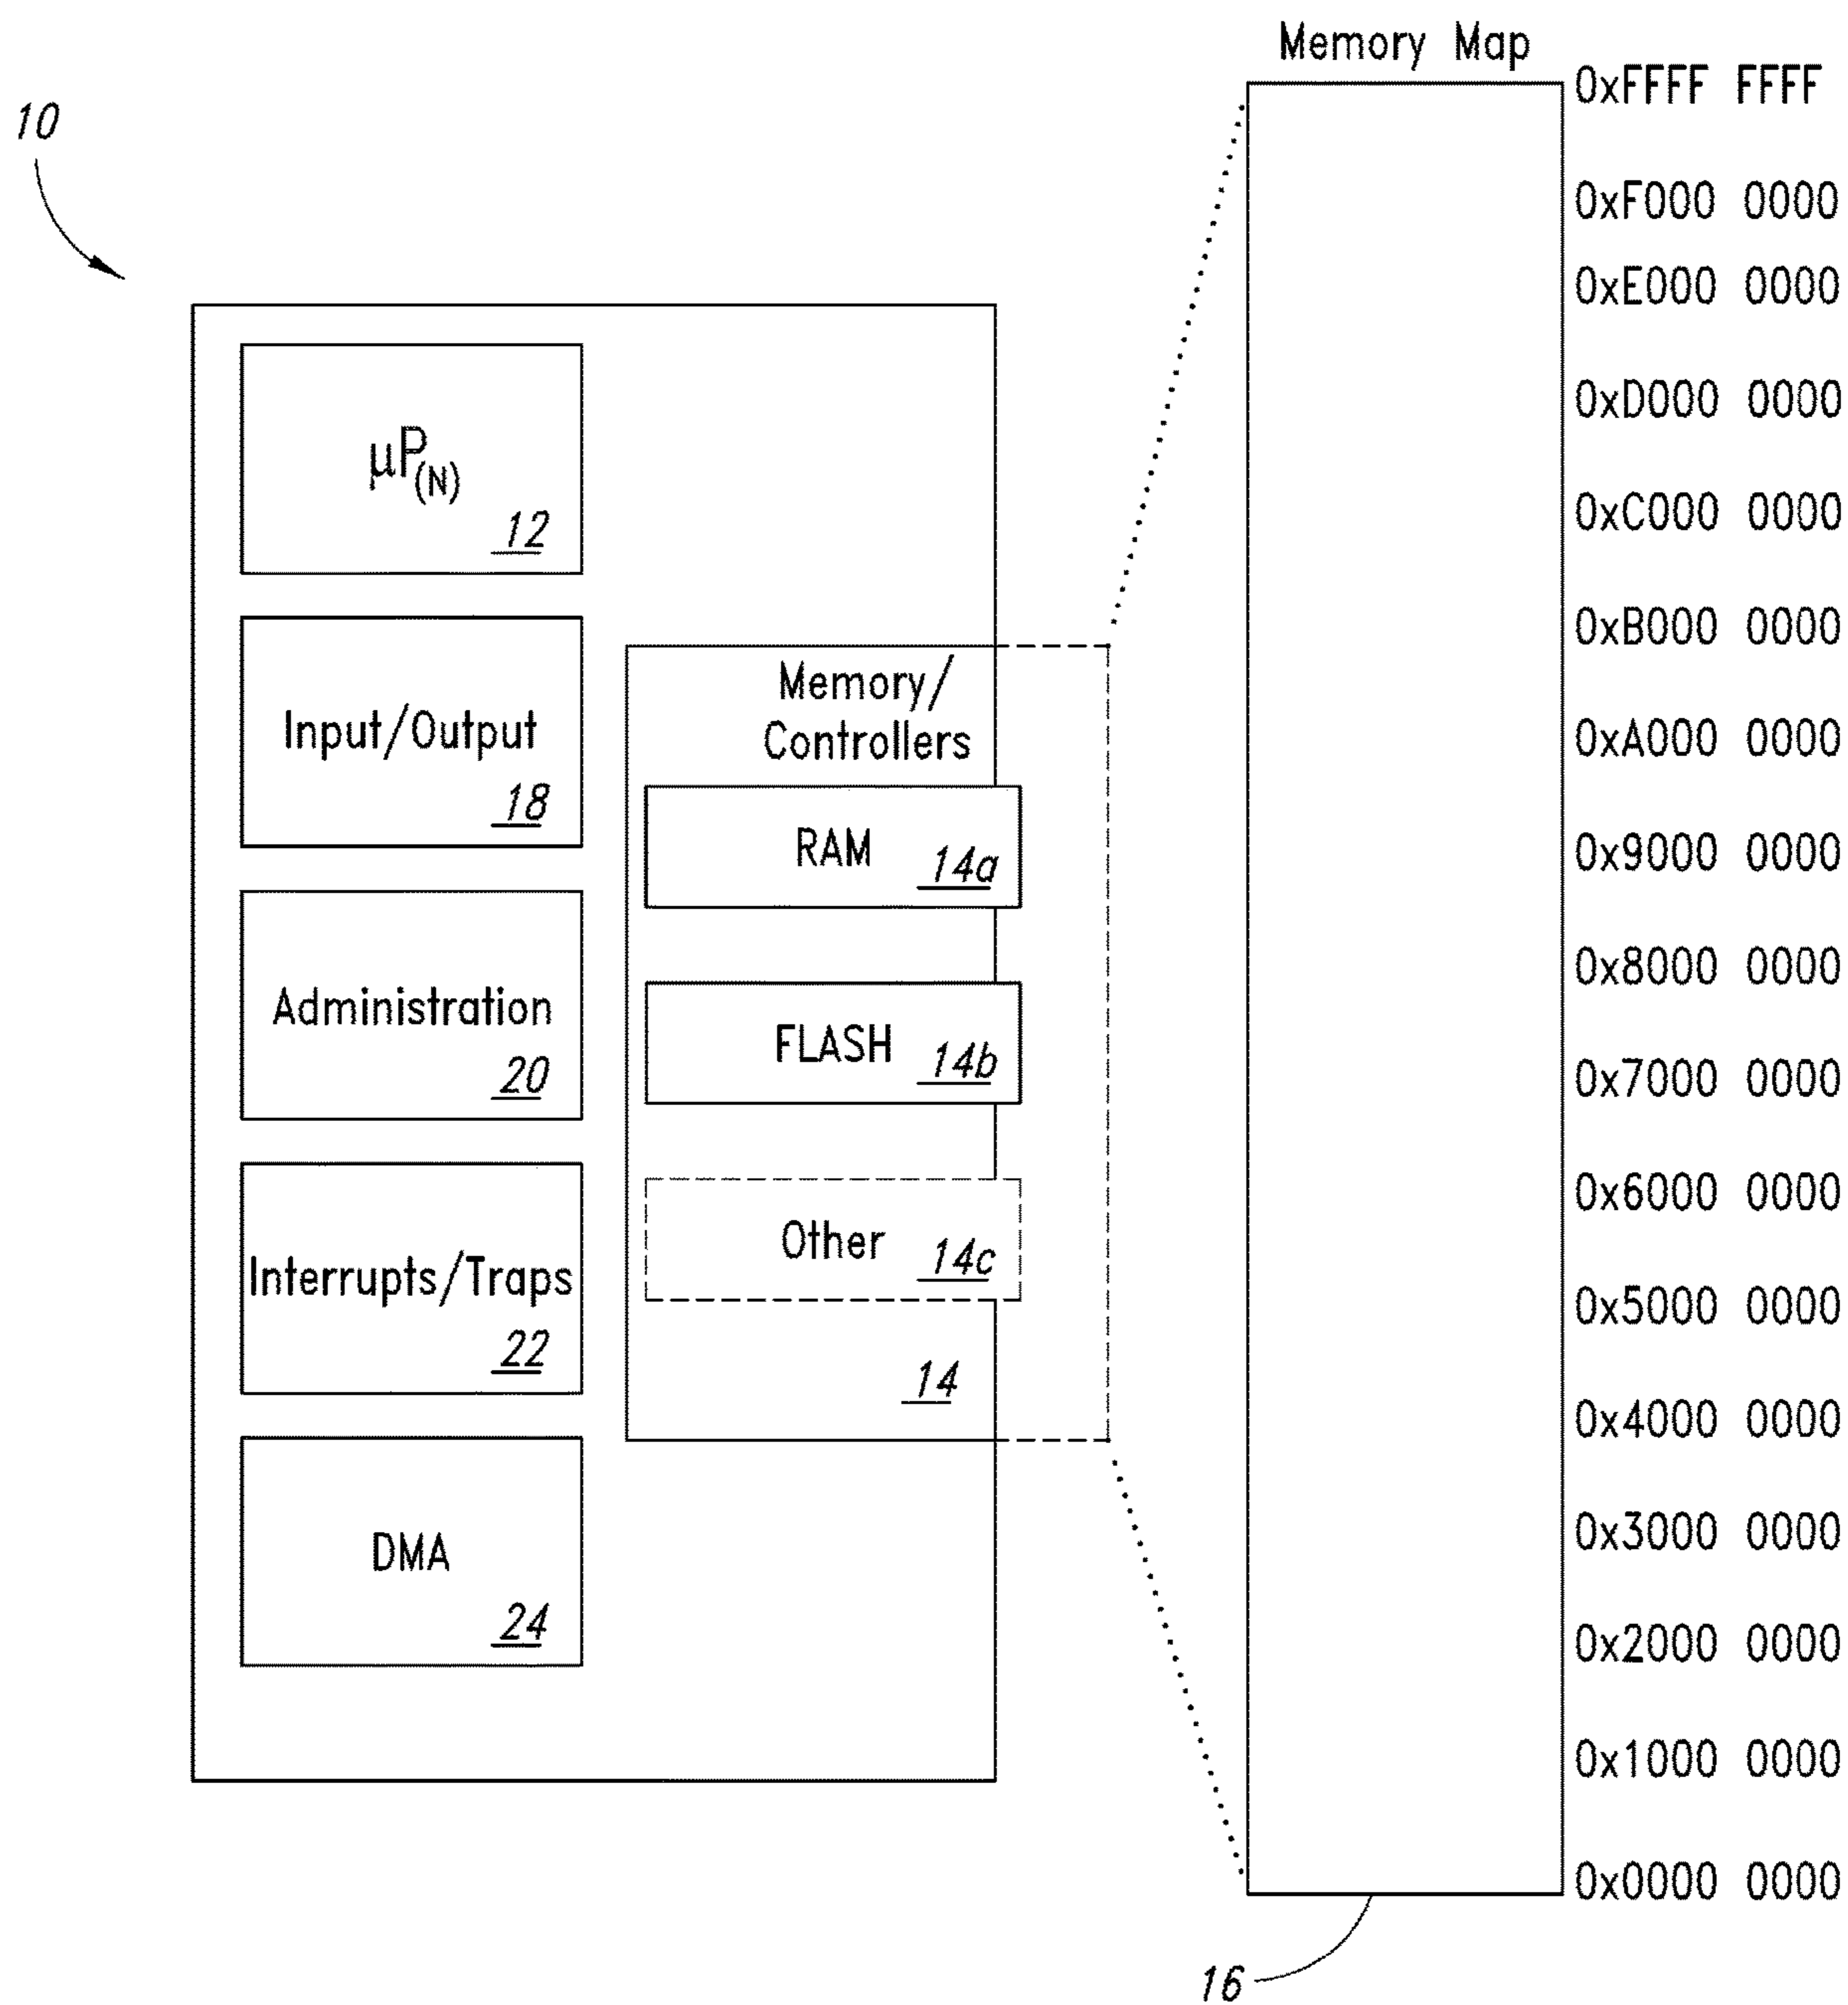 10
μP(N)
12
Input/Output
18
Administration
20
Interrupts/Traps
22
DMA
24
Memory/
Controllers
RAM
14a
FLASH
14b
Other
14c
14
Memory Map
0xFFFF FFFF
0xF000 0000
0xE000 0000
0xD000 0000
0xC000 0000
0xB000 0000
0xA000 0000
0x9000 0000
0x8000 0000
0x7000 0000
0x6000 0000
0x5000 0000
0x4000 0000
0x3000 0000
0x2000 0000
0x1000 0000
0x0000 0000
16